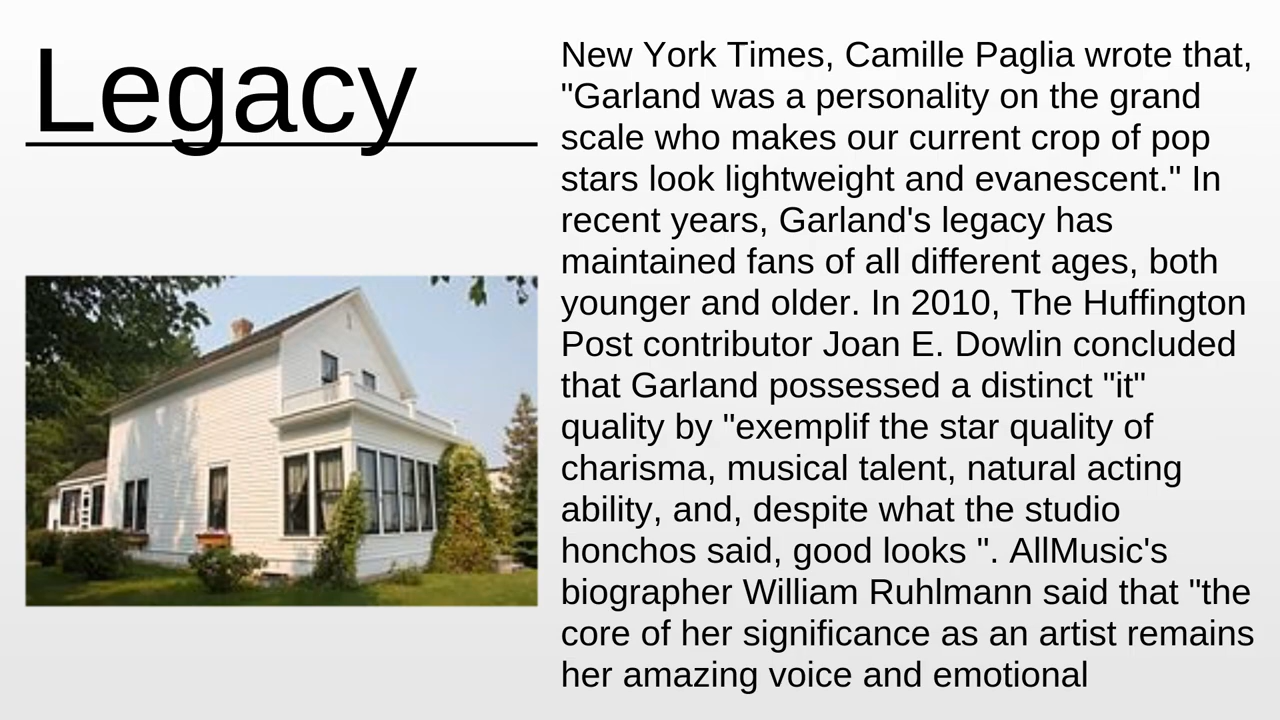 Legacy
New York Times, Camille Paglia wrote that,
"Garland was a personality on the grand
scale who makes our current crop of pop
stars look lightweight and evanescent." In
recent years, Garland's legacy has
maintained fans of all different ages, both
younger and older. In 2010, The Huffington
Post contributor Joan E. Dowlin concluded
that Garland possessed a distinct "it"
quality by "exemplif the star quality of
charisma, musical talent, natural acting
ability, and, despite what the studio
honchos said, good looks ". AllMusic's
biographer William Ruhlmann said that "the
core of her significance as an artist remains
her amazing voice and emotional